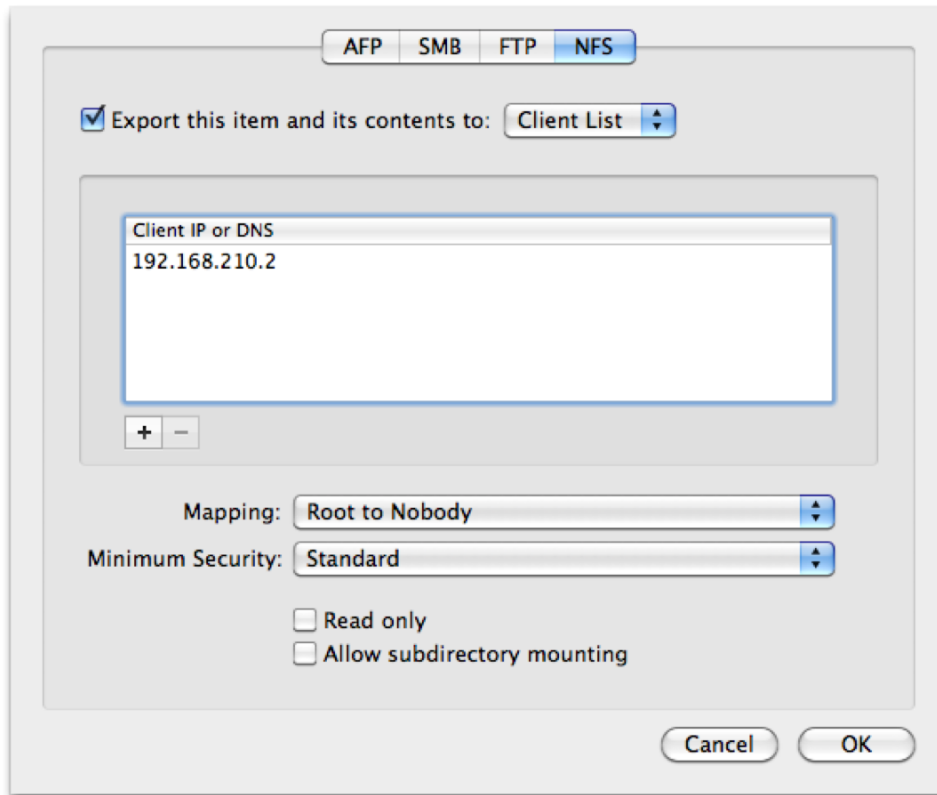 AFP SMB FTP NFS
Export this item and its contents to: Client List
Client IP or DNS
192.168.210.2
+ −
Mapping: Root to Nobody
Minimum Security: Standard
Read only
Allow subdirectory mounting
Cancel OK